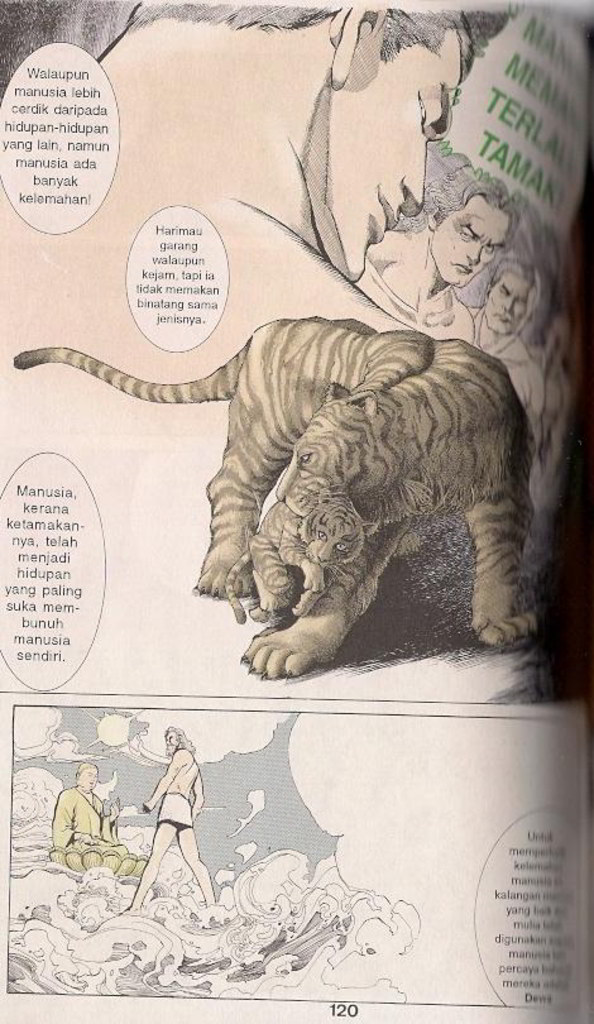 Walaupun
manusia lebih
cerdik daripada
hidupan-hidupan
yang lain, namun
manusia ada
banyak
kelemahan!
TERLA
TAMAK
Harimau
garang
walaupun
kejam, tapi ia
tidak memakan
binatang sama
jenisnya.
Manusia,
kerana
ketamakan-
nya, telah
menjadi
hidupan
yang paling
suka mem-
bunuh
manusia
sendiri.
Untuk
manusia
kalangan
yang baik
mulia
digunakan
manusia
percaya
mereka
Dewa
120